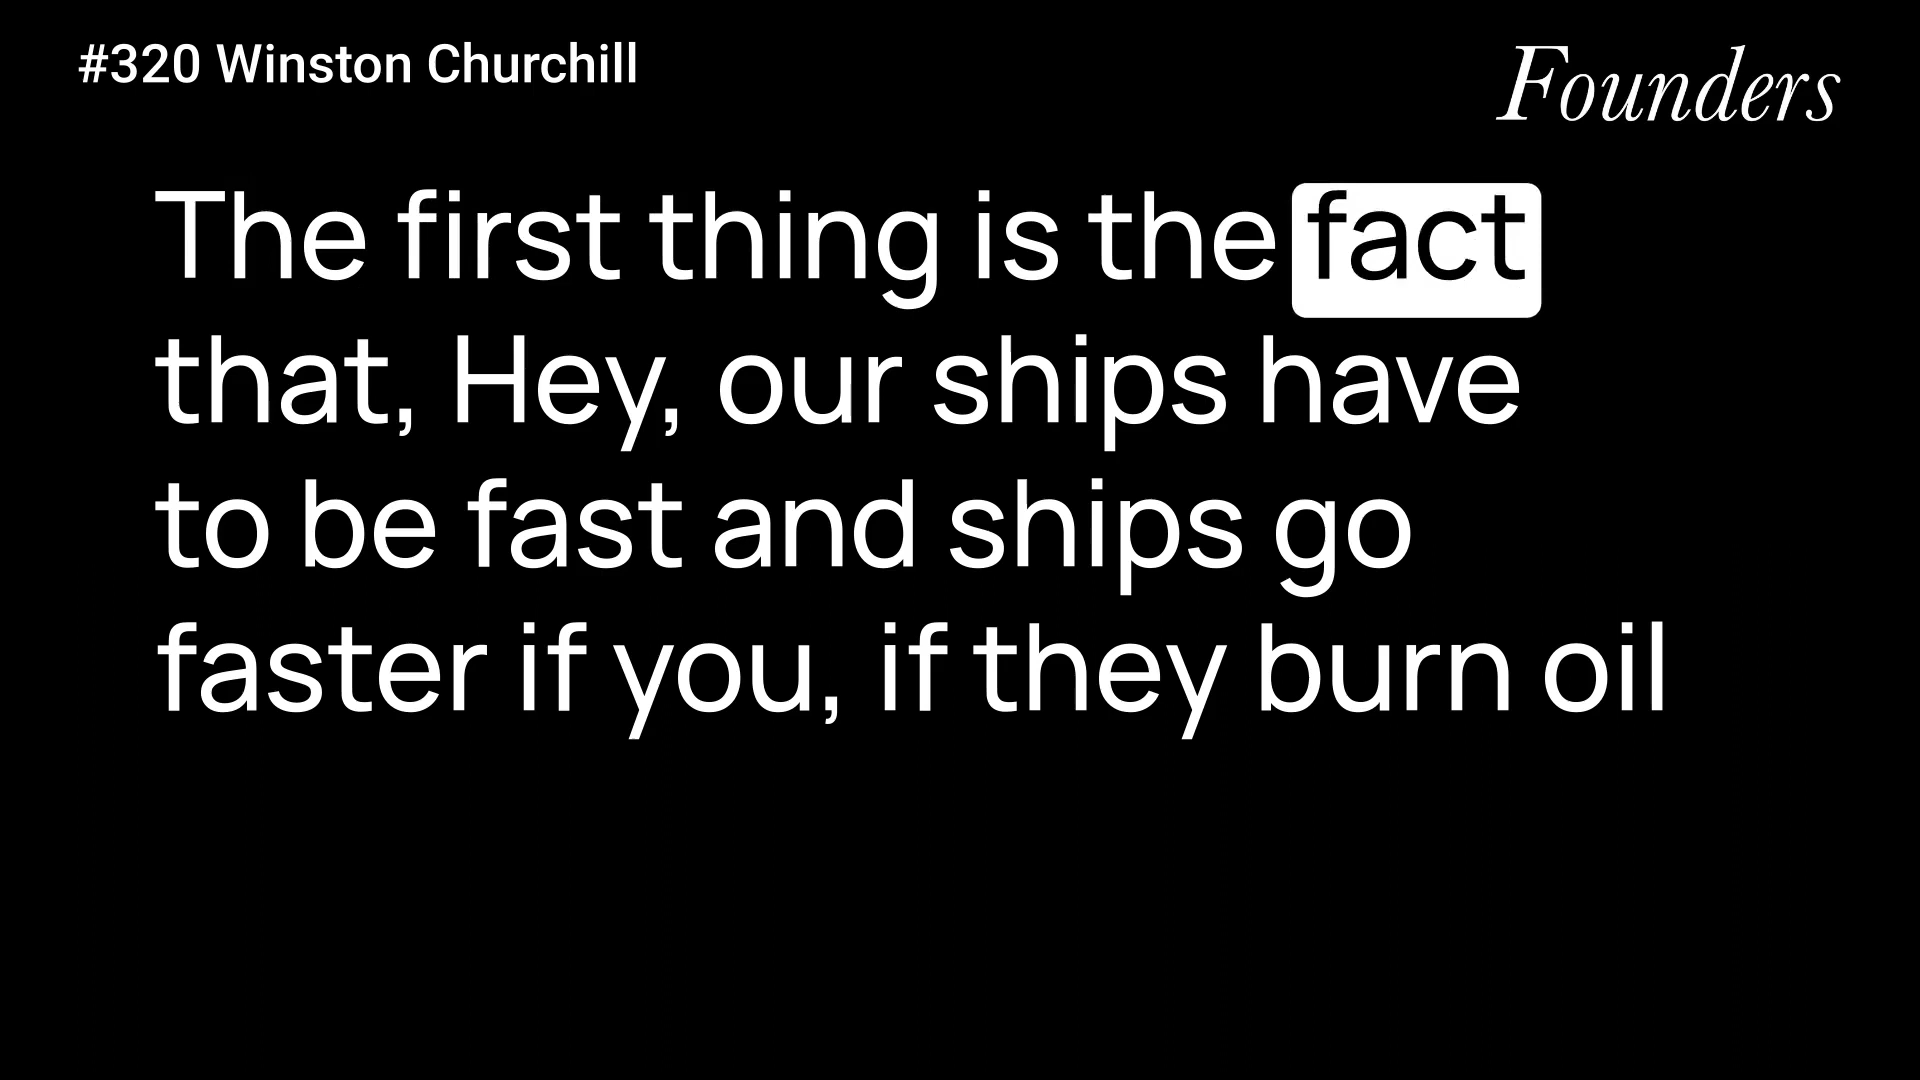 #320 Winston Churchill
Founders
The first thing is the fact
that, Hey, our ships have
to be fast and ships go
faster if you, if they burn oil